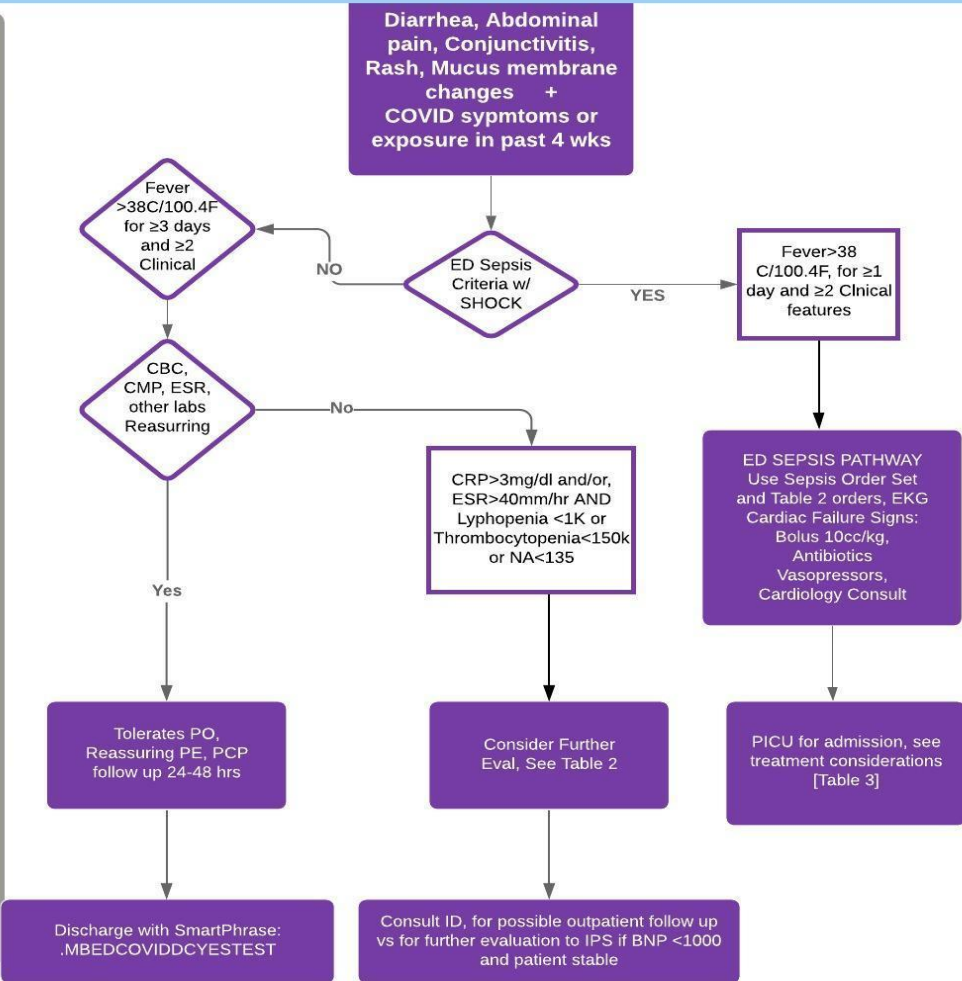 Diarrhea, Abdominal
pain, Conjunctivitis,
Rash, Mucus membrane
changes +
COVID sypmtoms or
exposure in past 4 wks
Fever
>38C/100.4F
for ≥3 days
and ≥2
Clinical
NO
ED Sepsis
Criteria w/
SHOCK
YES
Fever>38
C/100.4F, for ≥1
day and ≥2 Clnical
features
CBC,
CMP, ESR,
other labs
Reasurring
No
CRP>3mg/dl and/or,
ESR>40mm/hr AND
Lyphopenia <1K or
Thrombocytopenia<150k
or NA<135
ED SEPSIS PATHWAY
Use Sepsis Order Set
and Table 2 orders, EKG
Cardiac Failure Signs:
Bolus 10cc/kg,
Antibiotics
Vasopressors,
Cardiology Consult
Yes
Tolerates PO,
Reassuring PE, PCP
follow up 24-48 hrs
Consider Further
Eval, See Table 2
PICU for admission, see
treatment considerations
[Table 3]
Discharge with SmartPhrase:
.MBEDCOVIDDCYESTEST
Consult ID, for possible outpatient follow up
vs for further evaluation to IPS if BNP <1000
and patient stable